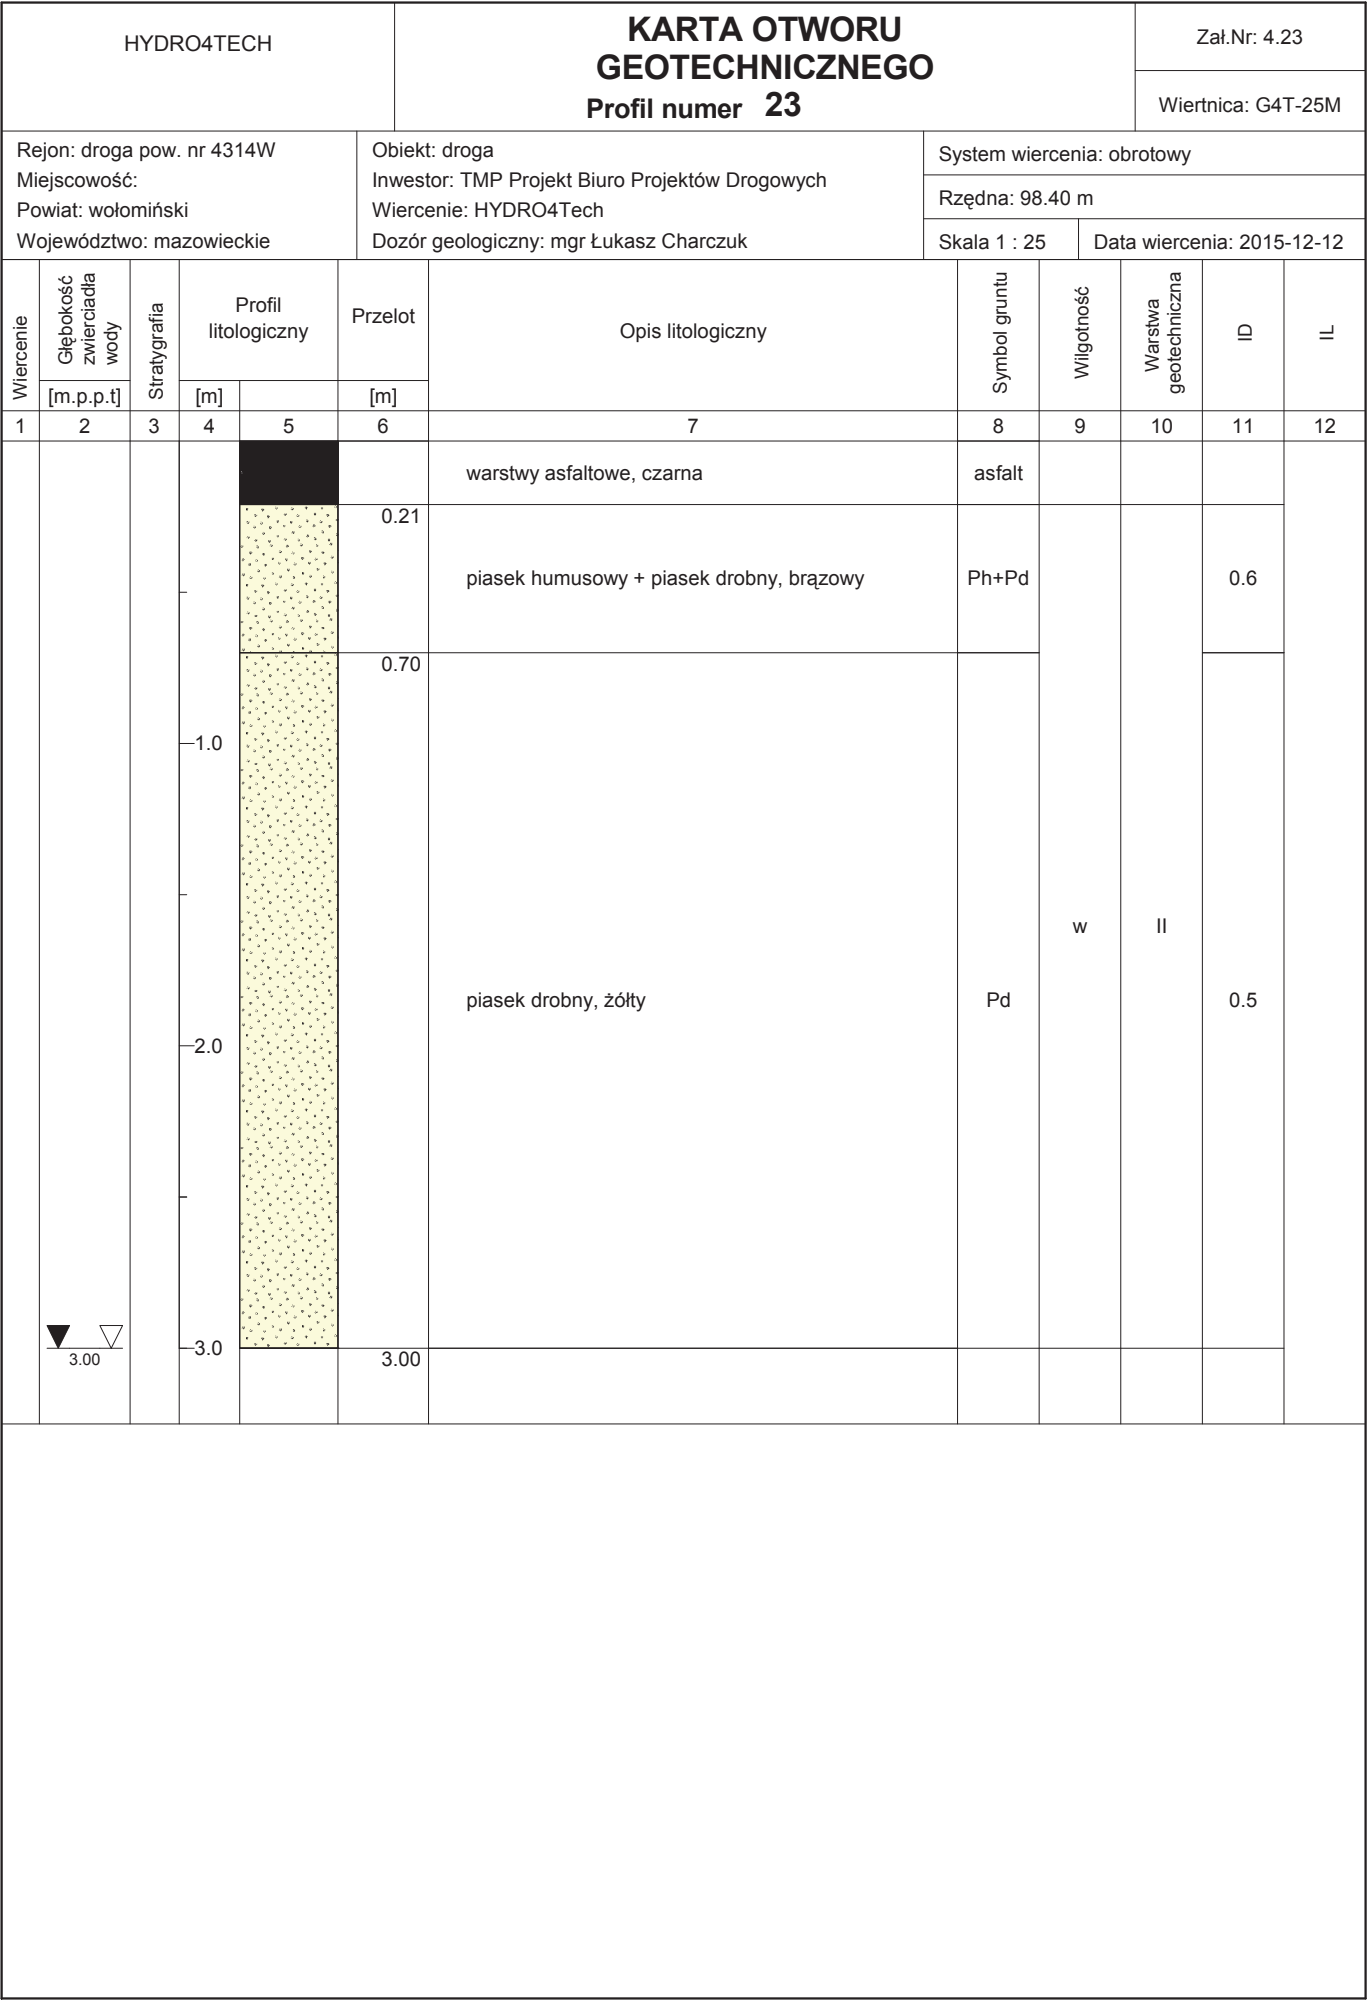 HYDRO4TECH
KARTA OTWORU
GEOTECHNICZNEGO
Profil numer 23
Zał.Nr: 4.23
Wiertnica: G4T-25M
Rejon: droga pow. nr 4314W
Miejscowość:
Powiat: wołomiński
Województwo: mazowieckie
Obiekt: droga
Inwestor: TMP Projekt Biuro Projektów Drogowych
Wiercenie: HYDRO4Tech
Dozór geologiczny: mgr Łukasz Charczuk
System wiercenia: obrotowy
Rzędna: 98.40 m
Skala 1 : 25
Data wiercenia: 2015-12-12
Wiercenie
Głębokość
zwierciadła
wody
[m.p.p.t]
Stratygrafia
Profil
litologiczny
[m]
Przelot
[m]
Opis litologiczny
Symbol gruntu
Wilgotność
Warstwa
geotechniczna
ID
IL
1 2 3 4 5 6 7 8 9 10 11 12
warstwy asfaltowe, czarna asfalt
0.21
piasek humusowy + piasek drobny, brązowy Ph+Pd 0.6
0.70
1.0
w II
piasek drobny, żółty Pd 0.5
2.0
3.0
3.00
3.00